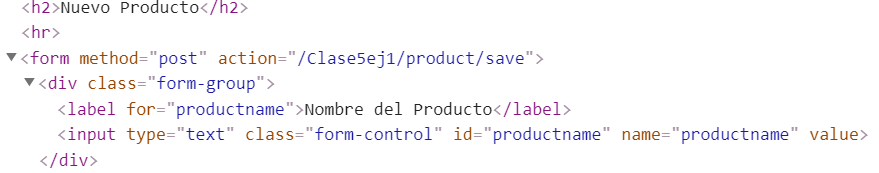 <h2>Nuevo Producto</h2>
<hr>
<form method="post" action="/Clase5ej1/product/save">
<div class="form-group">
<label for="productname">Nombre del Producto</label>
<input type="text" class="form-control" id="productname" name="productname" value>
</div>